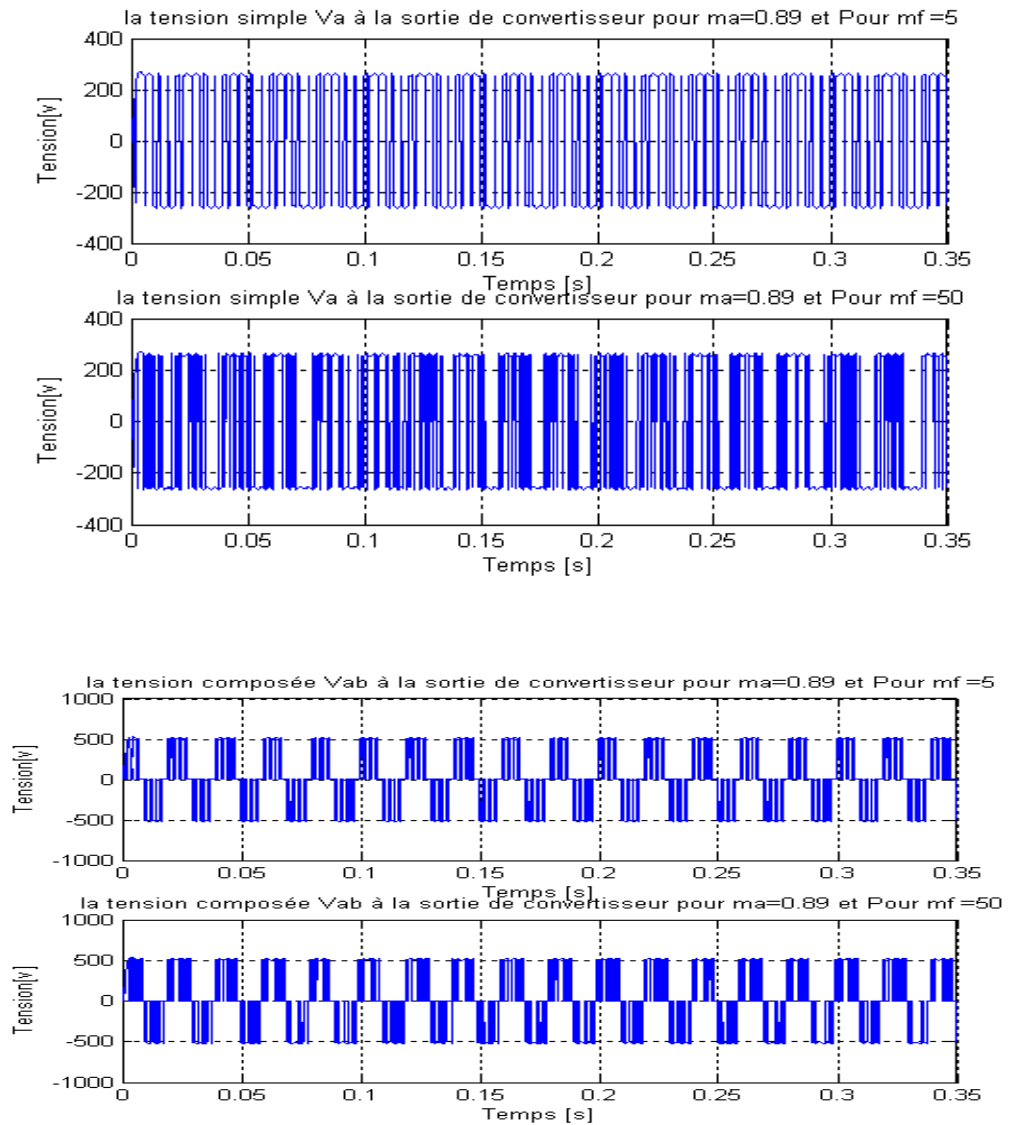 la tension simple Va à la sortie de convertisseur pour ma=0.89 et Pour mf =5
400
200
0
-200
-400
Tension[v]
0 0.05 0.1 0.15 0.2 0.25 0.3 0.35
Temps [s]
la tension simple Va à la sortie de convertisseur pour ma=0.89 et Pour mf =50
400
200
0
-200
-400
Tension[v]
0 0.05 0.1 0.15 0.2 0.25 0.3 0.35
Temps [s]
la tension composée Vab à la sortie de convertisseur pour ma=0.89 et Pour mf =5
1000
500
0
-500
-1000
Tension[v]
0 0.05 0.1 0.15 0.2 0.25 0.3 0.35
Temps [s]
la tension composée Vab à la sortie de convertisseur pour ma=0.89 et Pour mf =50
1000
500
0
-500
-1000
Tension[v]
0 0.05 0.1 0.15 0.2 0.25 0.3 0.35
Temps [s]